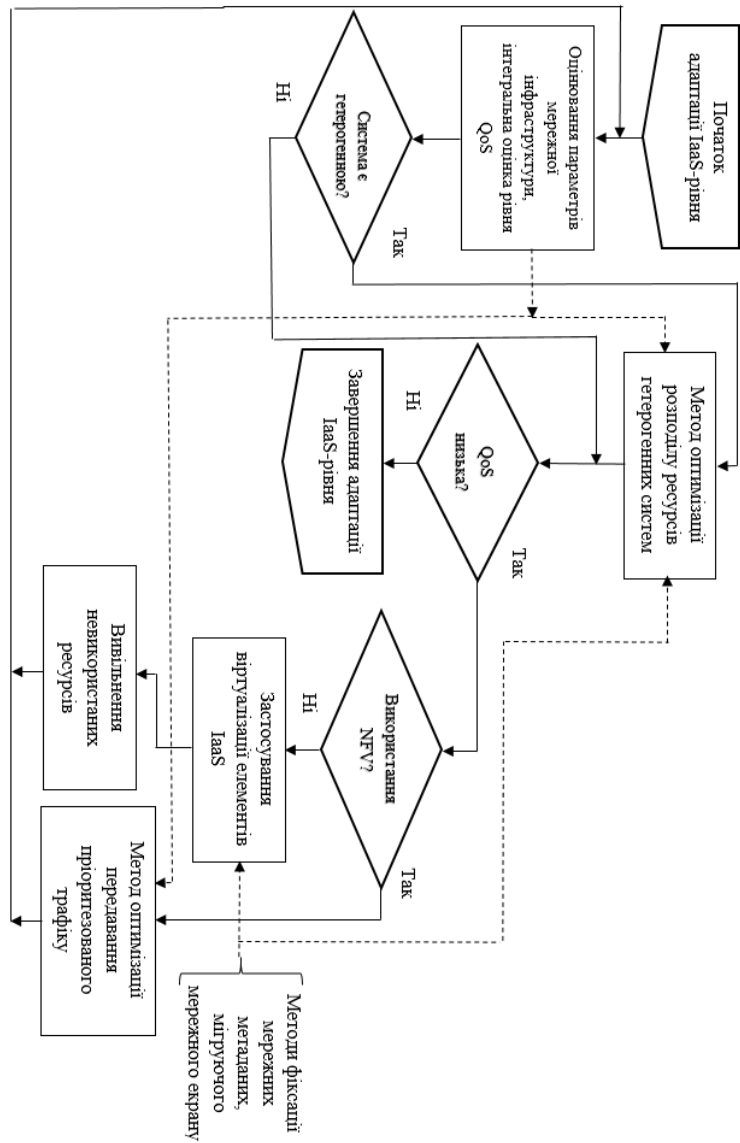 Початок
адаптації IaaS-рівня
Оцінювання параметрів
мережної
інфраструктури,
інтегральна оцінка рівня
QoS
Система є
гетерогенною?
Ні
Так
Метод оптимізації
розподілу ресурсів
гетерогенних систем
QoS
низька?
Ні
Так
Завершення адаптації
IaaS-рівня
Використання
NFV?
Ні
Так
Застосування
віртуалізації елементів
IaaS
Вивільнення
невикористаних
ресурсів
Метод оптимізації
передавання
пріоритезованого
трафіку
Методи фіксації
мережних
метаданих,
мігруючого
мережного екрану